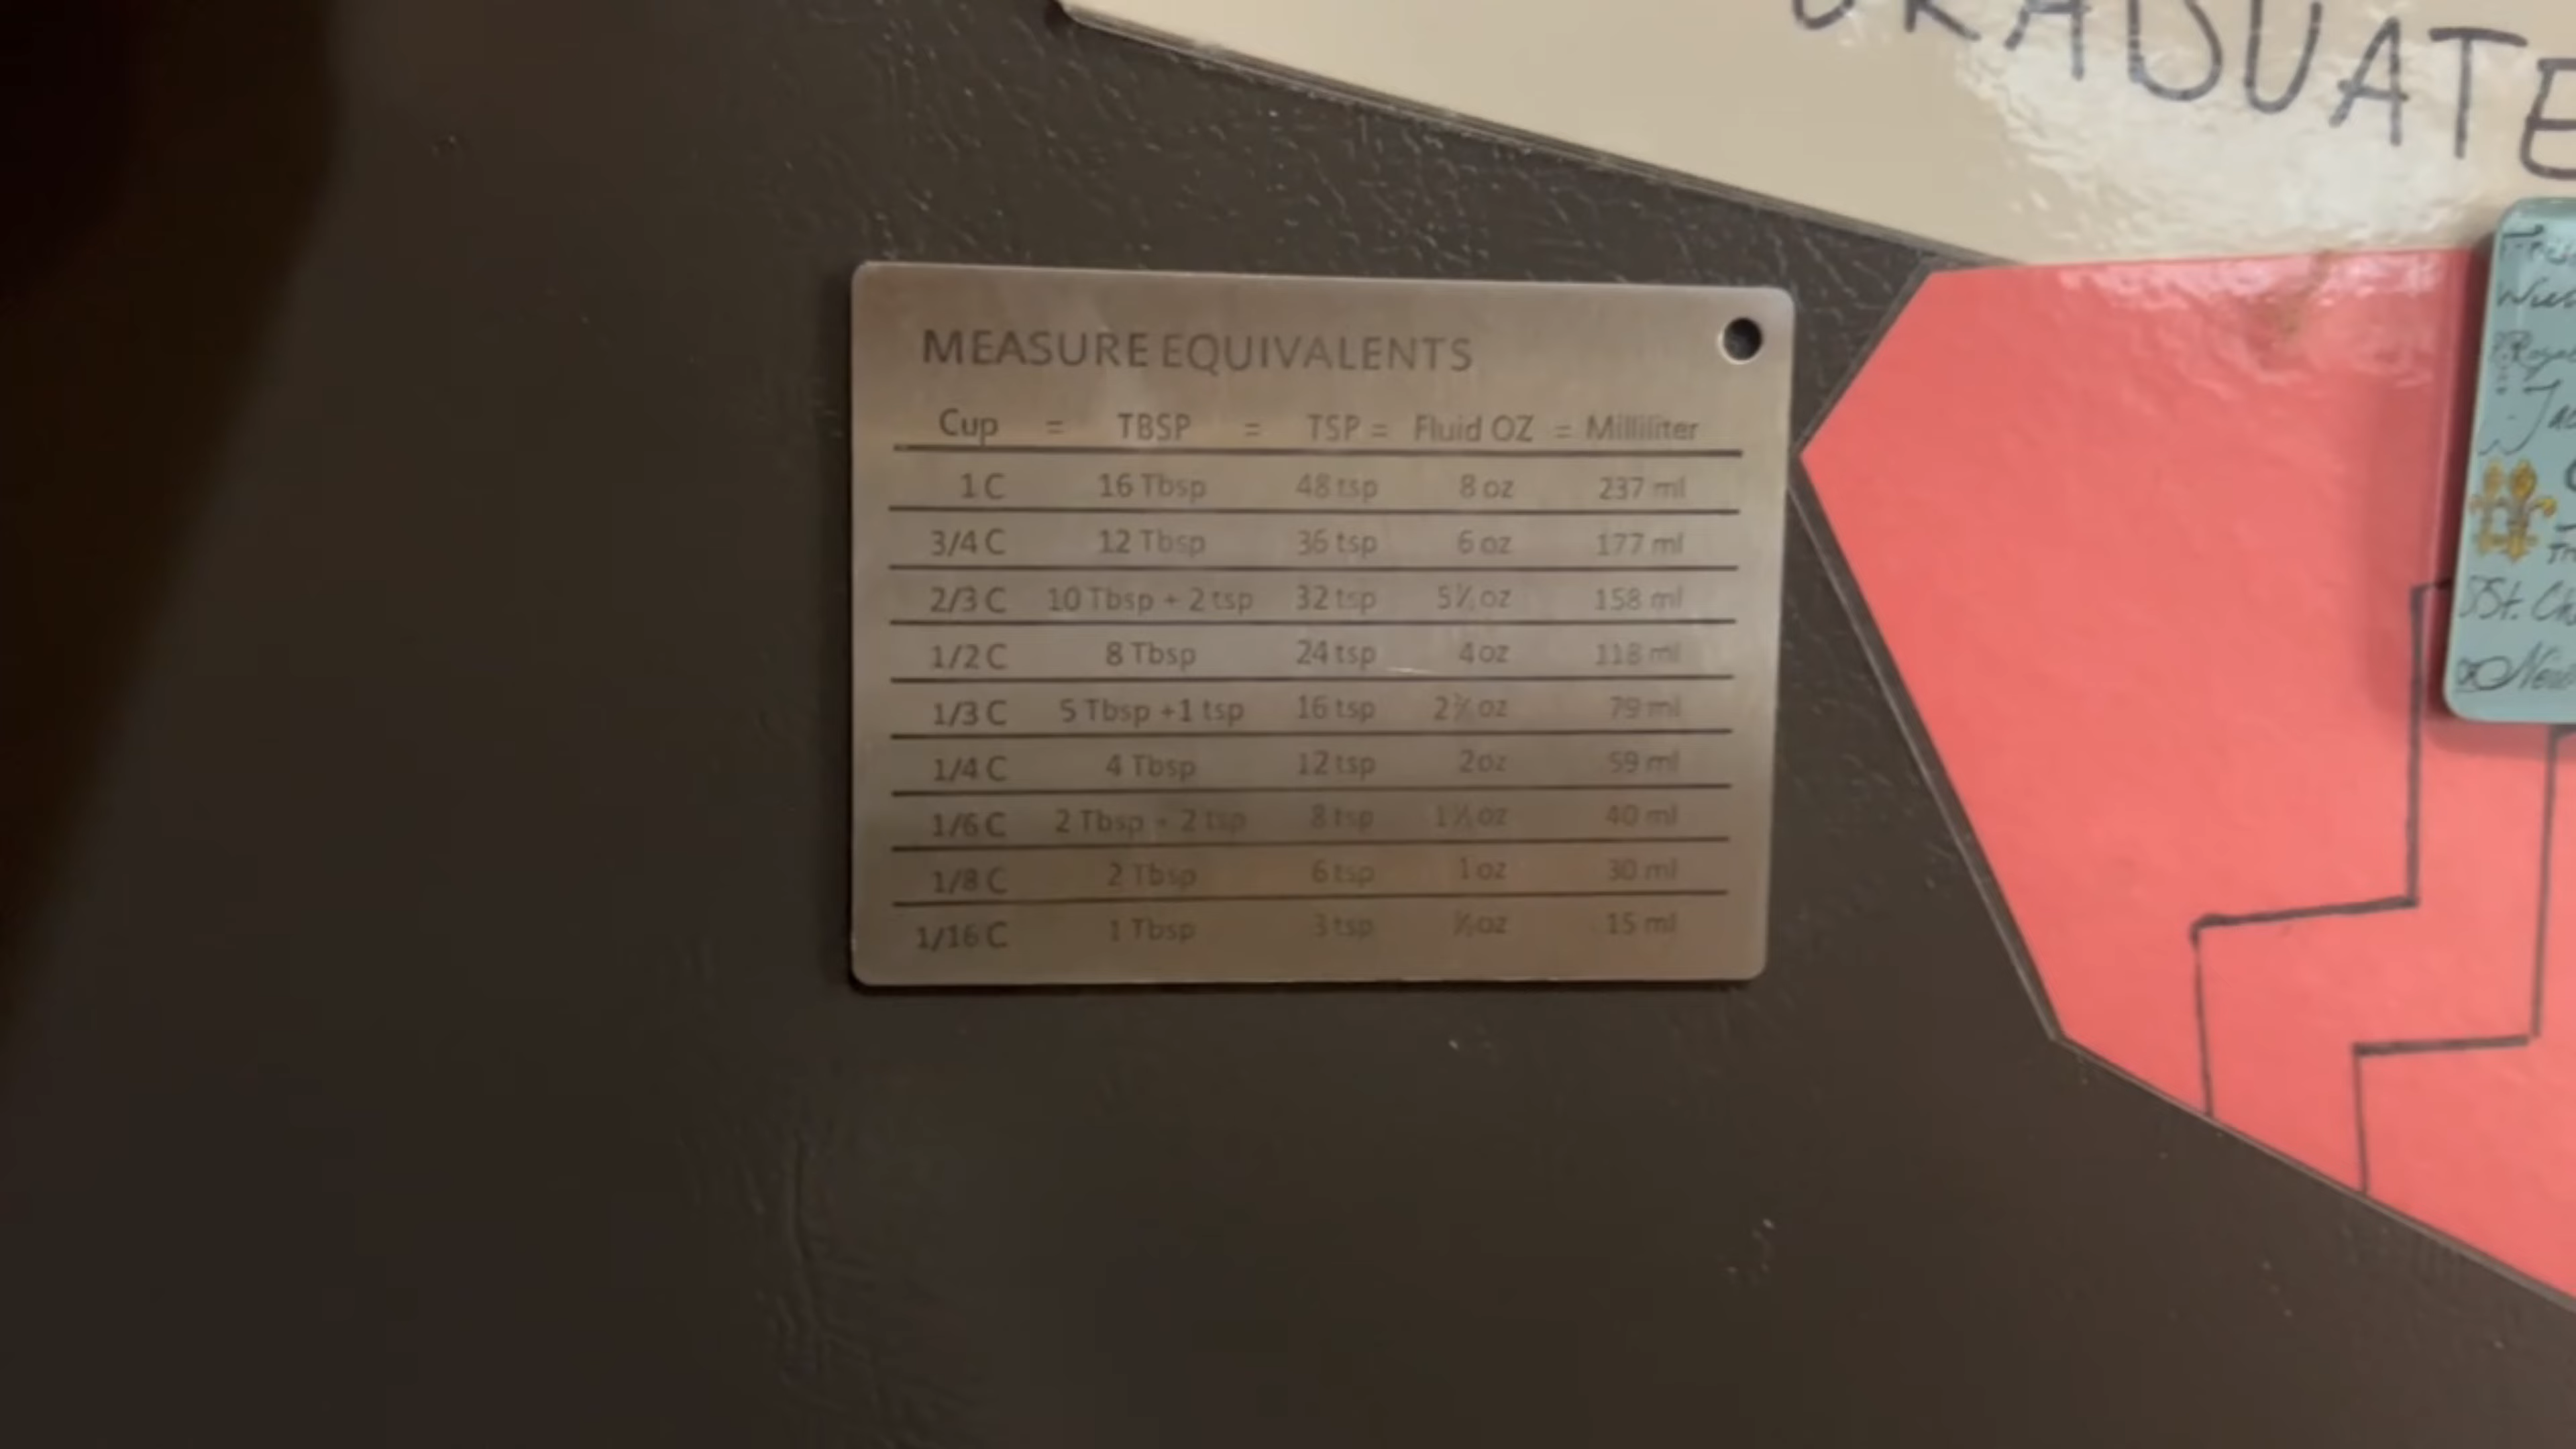 GRADUATE
MEASURE EQUIVALENTS
Cup = TBSP = TSP = Fluid OZ = Milliliter
1 C 16 Tbsp 48 tsp 8 oz 237 ml
3/4 C 12 Tbsp 36 tsp 6 oz 177 ml
2/3 C 10 Tbsp + 2 tsp 32 tsp 5⅓ oz 158 ml
1/2 C 8 Tbsp 24 tsp 4 oz 118 ml
1/3 C 5 Tbsp +1 tsp 16 tsp 2⅔ oz 79 ml
1/4 C 4 Tbsp 12 tsp 2 oz 59 ml
1/6 C 2 Tbsp + 2 tsp 8 tsp 1⅓ oz 40 ml
1/8 C 2 Tbsp 6 tsp 1 oz 30 ml
1/16 C 1 Tbsp 3 tsp ½ oz 15 ml
St.